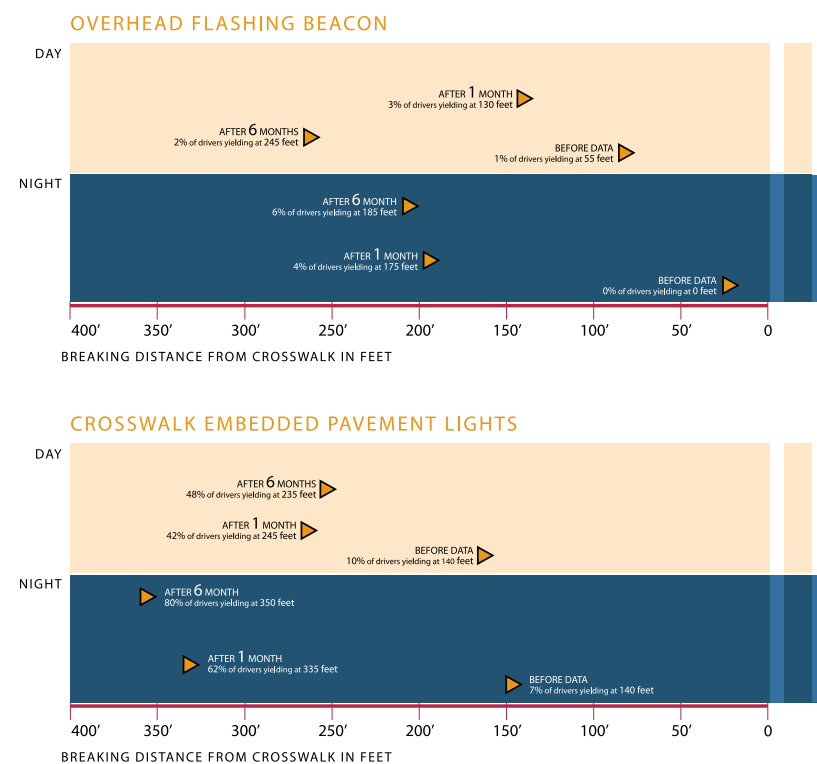 OVERHEAD FLASHING BEACON
DAY
AFTER 1 MONTH
3% of drivers yielding at 130 feet
AFTER 6 MONTHS
2% of drivers yielding at 245 feet
BEFORE DATA
1% of drivers yielding at 55 feet
NIGHT
AFTER 6 MONTH
6% of drivers yielding at 185 feet
AFTER 1 MONTH
4% of drivers yielding at 175 feet
BEFORE DATA
0% of drivers yielding at 0 feet
400′ 350′ 300′ 250′ 200′ 150′ 100′ 50′ 0
BREAKING DISTANCE FROM CROSSWALK IN FEET
CROSSWALK EMBEDDED PAVEMENT LIGHTS
DAY
AFTER 6 MONTHS
48% of drivers yielding at 235 feet
AFTER 1 MONTH
42% of drivers yielding at 245 feet
BEFORE DATA
10% of drivers yielding at 140 feet
NIGHT
AFTER 6 MONTH
80% of drivers yielding at 350 feet
AFTER 1 MONTH
62% of drivers yielding at 335 feet
BEFORE DATA
7% of drivers yielding at 140 feet
400′ 350′ 300′ 250′ 200′ 150′ 100′ 50′ 0
BREAKING DISTANCE FROM CROSSWALK IN FEET